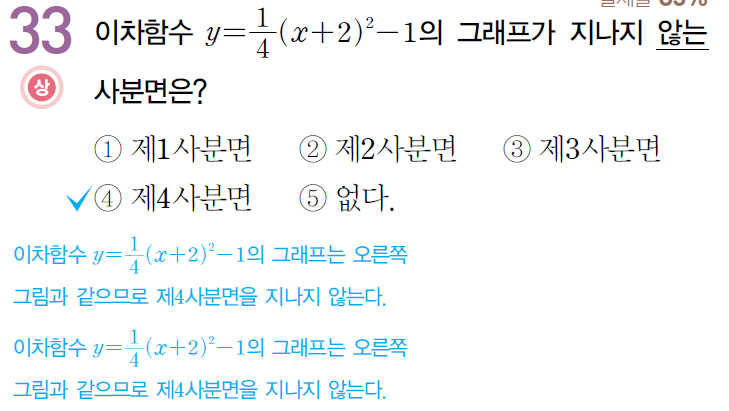 33 이차함수 y=1/4(x+2)²-1의 그래프가 지나지 않는
상 사분면은?
① 제1사분면 ② 제2사분면 ③ 제3사분면
④ 제4사분면 ⑤ 없다.
이차함수 y=1/4(x+2)²-1의 그래프는 오른쪽
그림과 같으므로 제4사분면을 지나지 않는다.
이차함수 y=1/4(x+2)²-1의 그래프는 오른쪽
그림과 같으므로 제4사분면을 지나지 않는다.